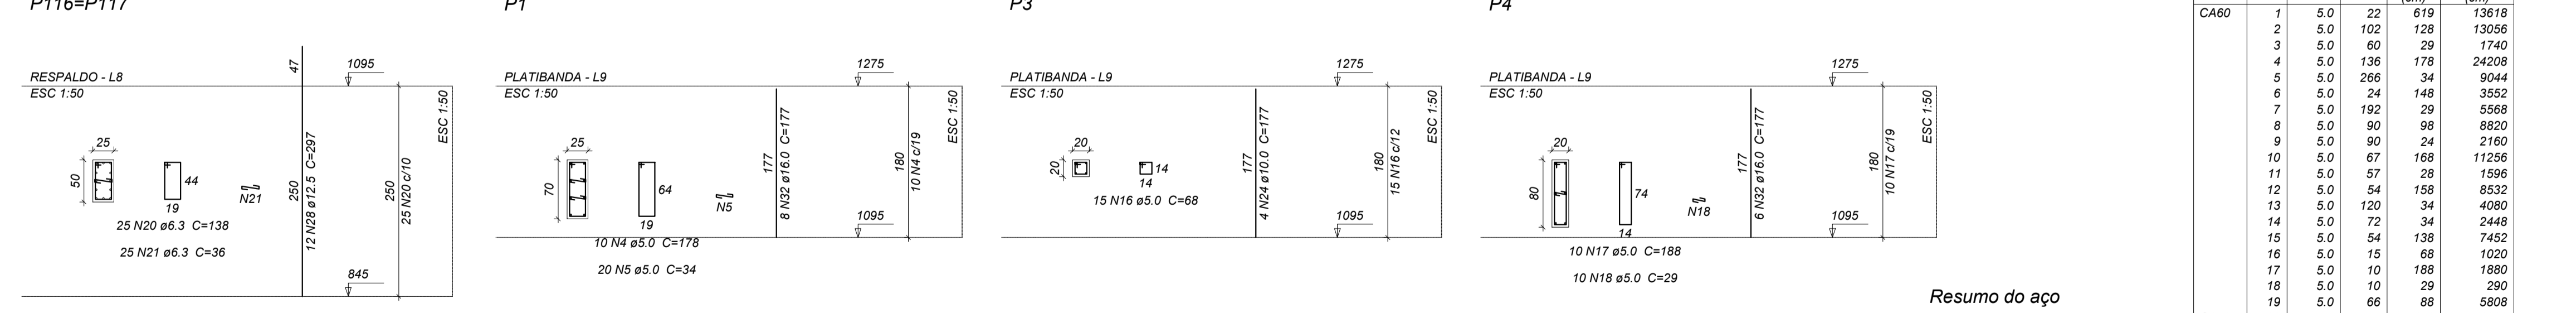 P116=P117
RESPALDO - L8
ESC 1:50
47
1095
25
50
44
19
N21
25 N20 ø6.3 C=138
25 N21 ø6.3 C=36
250
12 N28 ø12.5 C=297
250
25 N20 c/10
ESC 1:50
845
P1
PLATIBANDA - L9
ESC 1:50
1275
25
70
64
19
N5
10 N4 ø5.0 C=178
20 N5 ø5.0 C=34
177
8 N32 ø16.0 C=177
180
10 N4 c/19
ESC 1:50
1095
P3
PLATIBANDA - L9
ESC 1:50
1275
20
20
14
14
15 N16 ø5.0 C=68
177
4 N24 ø10.0 C=177
180
15 N16 c/12
ESC 1:50
1095
P4
PLATIBANDA - L9
ESC 1:50
1275
20
80
74
14
N18
10 N17 ø5.0 C=188
10 N18 ø5.0 C=29
177
6 N32 ø16.0 C=177
180
10 N17 c/19
ESC 1:50
1095
Resumo do aço
(cm) (cm)
CA60 1 5.0 22 619 13618
2 5.0 102 128 13056
3 5.0 60 29 1740
4 5.0 136 178 24208
5 5.0 266 34 9044
6 5.0 24 148 3552
7 5.0 192 29 5568
8 5.0 90 98 8820
9 5.0 90 24 2160
10 5.0 67 168 11256
11 5.0 57 28 1596
12 5.0 54 158 8532
13 5.0 120 34 4080
14 5.0 72 34 2448
15 5.0 54 138 7452
16 5.0 15 68 1020
17 5.0 10 188 1880
18 5.0 10 29 290
19 5.0 66 88 5808